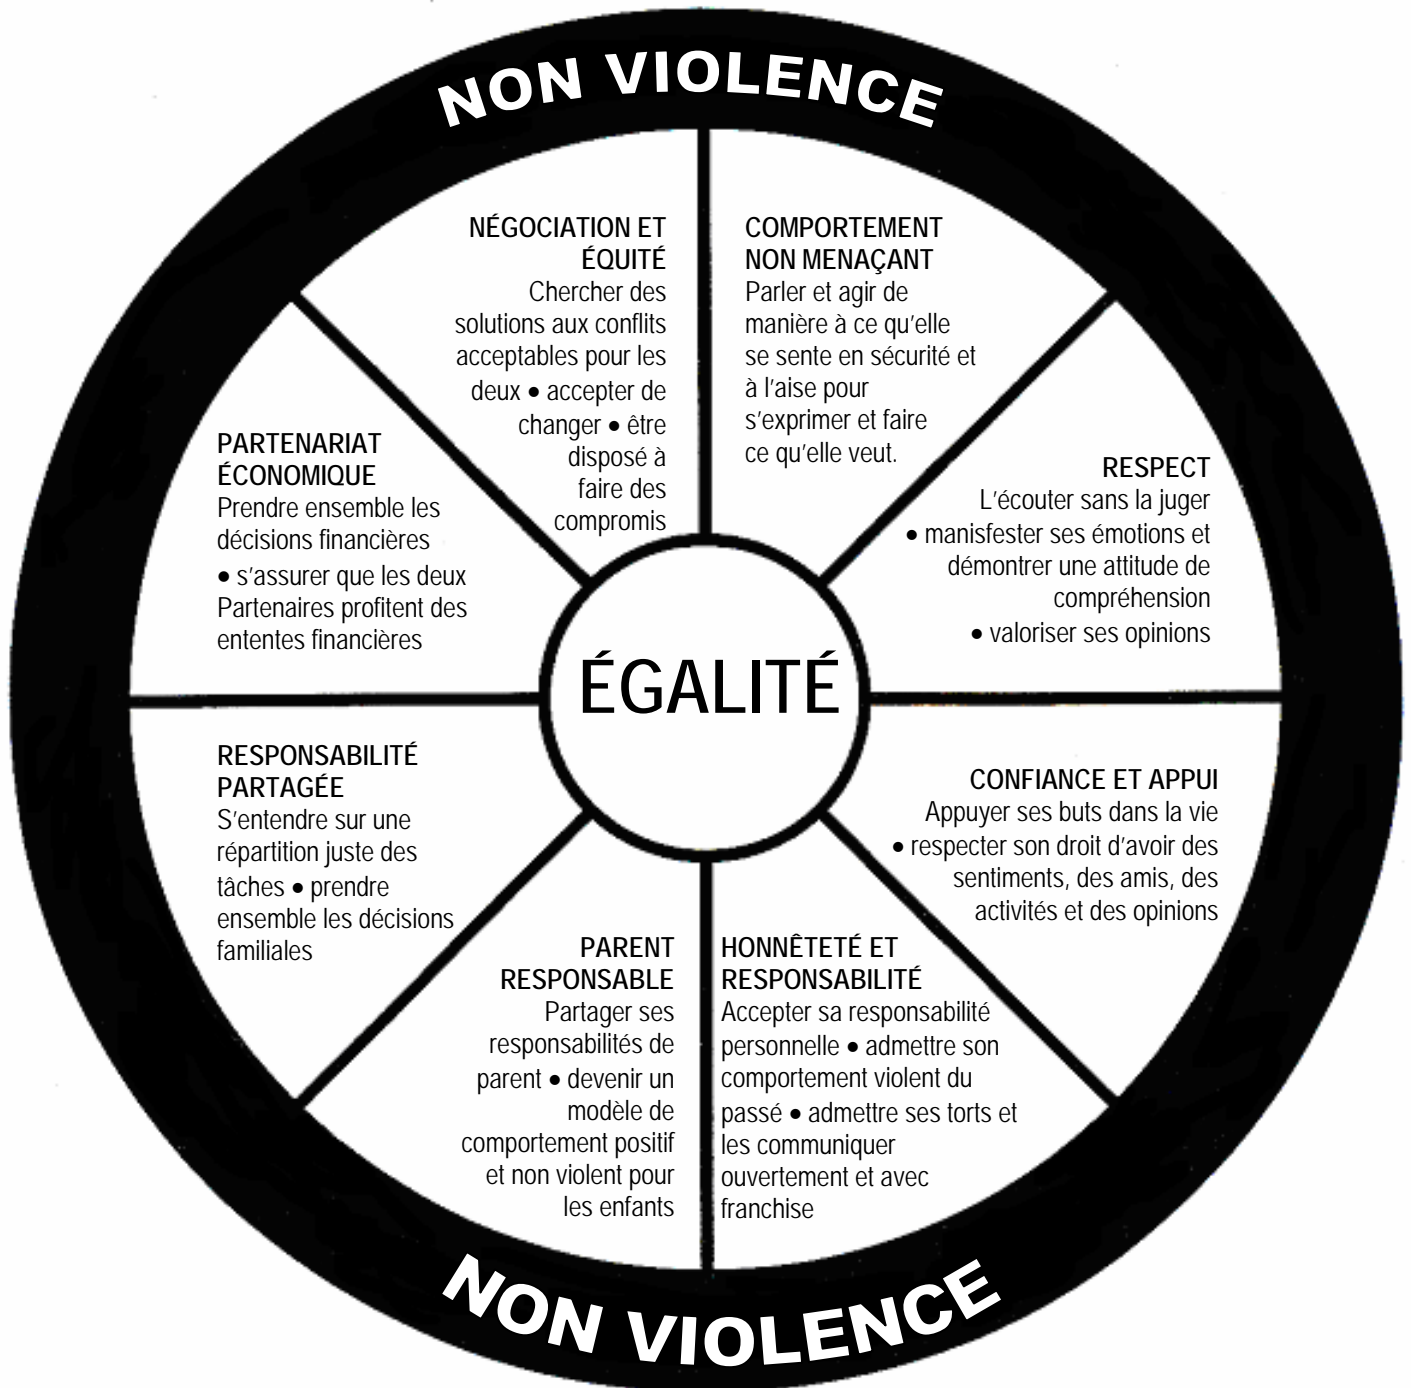 NON VIOLENCE
NÉGOCIATION ET
ÉQUITÉ
Chercher des
solutions aux conflits
acceptables pour les
deux • accepter de
changer • être
disposé à
faire des
compromis
COMPORTEMENT
NON MENAÇANT
Parler et agir de
manière à ce qu'elle
se sente en sécurité et
à l'aise pour
s'exprimer et faire
ce qu'elle veut.
PARTENARIAT
ÉCONOMIQUE
Prendre ensemble les
décisions financières
• s'assurer que les deux
Partenaires profitent des
ententes financières
RESPECT
L'écouter sans la juger
• manisfester ses émotions et
démontrer une attitude de
compréhension
• valoriser ses opinions
ÉGALITÉ
RESPONSABILITÉ
PARTAGÉE
S'entendre sur une
répartition juste des
tâches • prendre
ensemble les décisions
familiales
CONFIANCE ET APPUI
Appuyer ses buts dans la vie
• respecter son droit d'avoir des
sentiments, des amis, des
activités et des opinions
PARENT
RESPONSABLE
Partager ses
responsabilités de
parent • devenir un
modèle de
comportement positif
et non violent pour
les enfants
HONNÊTETÉ ET
RESPONSABILITÉ
Accepter sa responsabilité
personnelle • admettre son
comportement violent du
passé • admettre ses torts et
les communiquer
ouvertement et avec
franchise
NON VIOLENCE